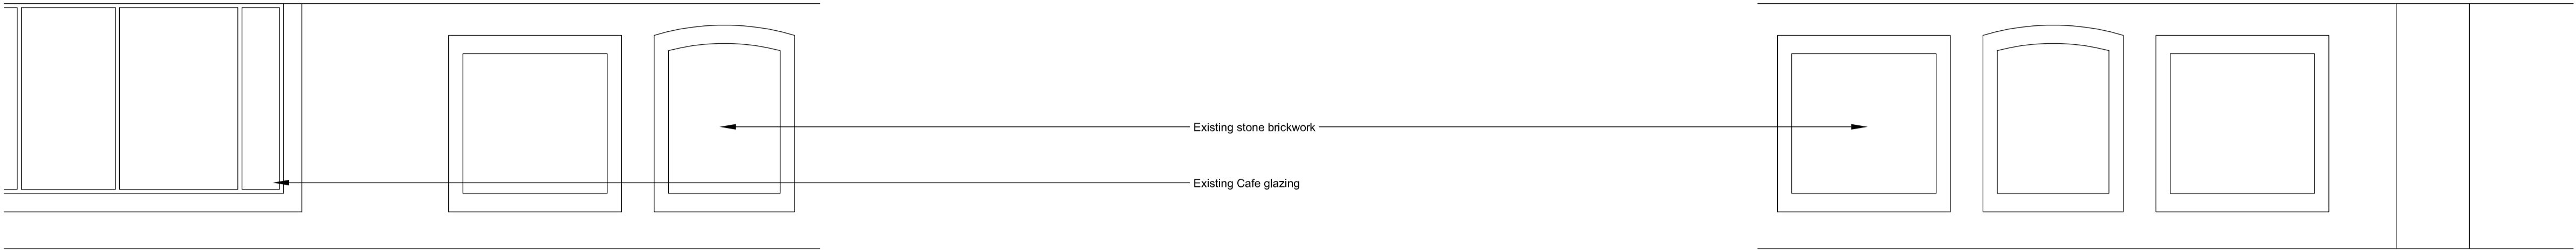 Existing stone brickwork
Existing Cafe glazing